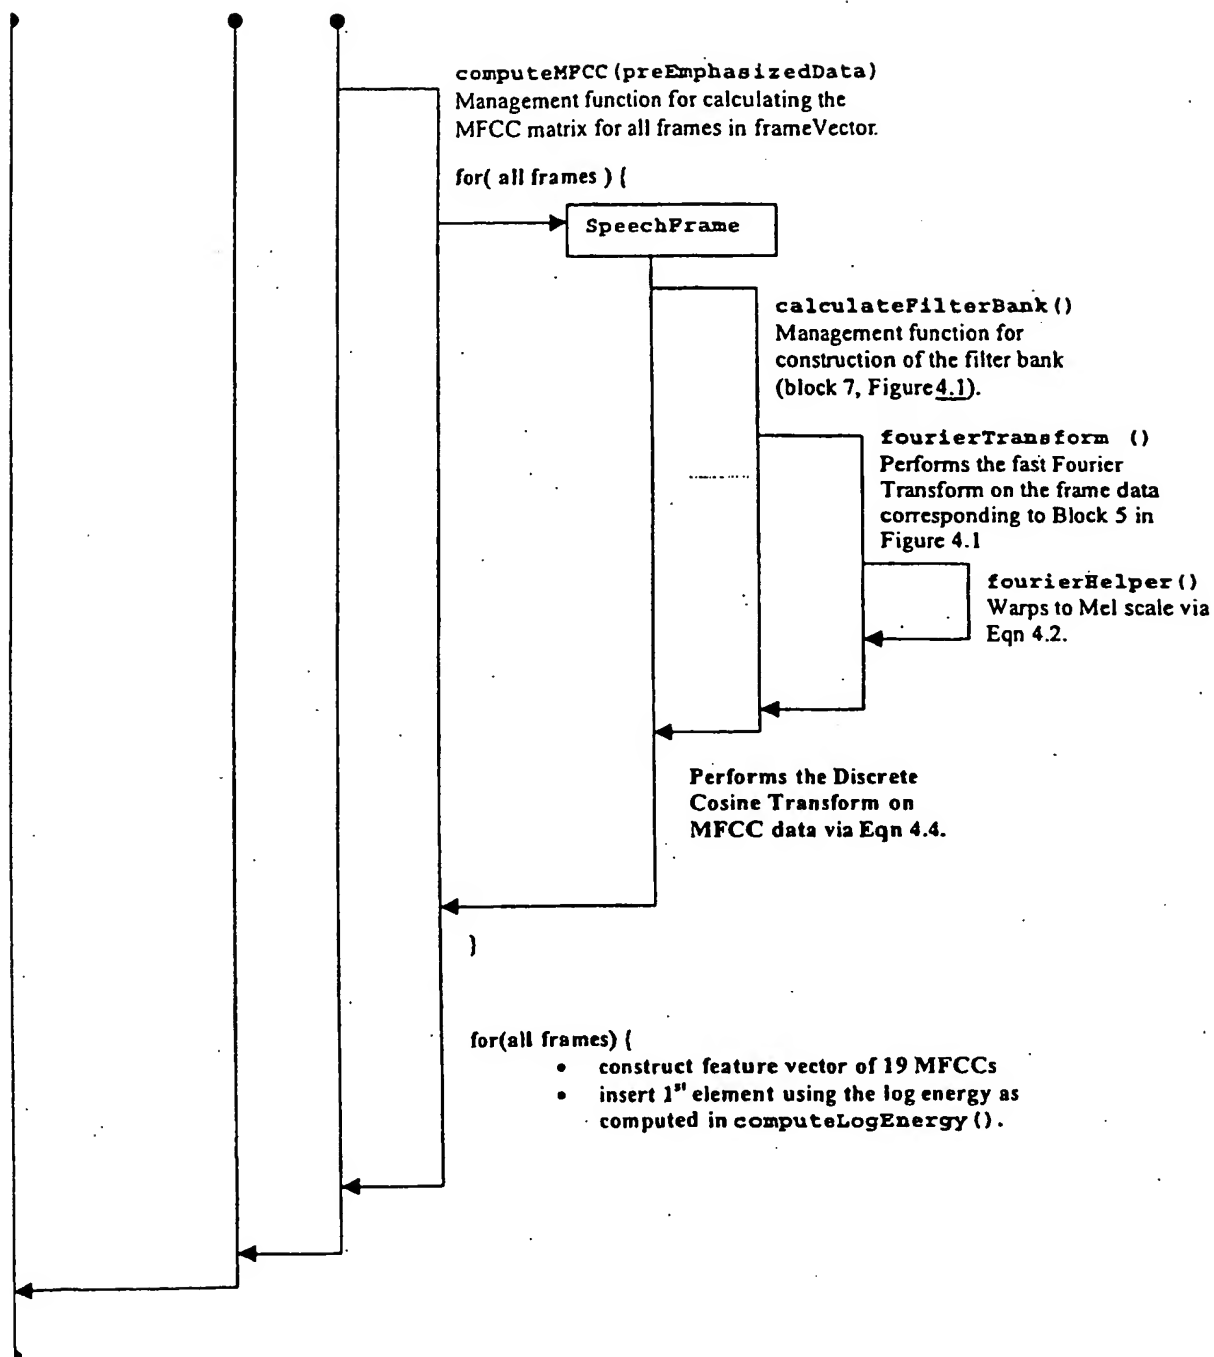 computeMFCC(preEmphasizedData)
Management function for calculating the
MFCC matrix for all frames in frameVector.
for( all frames ) {
SpeechFrame
calculateFilterBank()
Management function for
construction of the filter bank
(block 7, Figure 4.1).
fourierTransform ()
Performs the fast Fourier
Transform on the frame data
corresponding to Block 5 in
Figure 4.1
fourierHelper()
Warps to Mel scale via
Eqn 4.2.
Performs the Discrete
Cosine Transform on
MFCC data via Eqn 4.4.
}
for(all frames) {
• construct feature vector of 19 MFCCs
• insert 1st element using the log energy as
computed in computeLogEnergy().